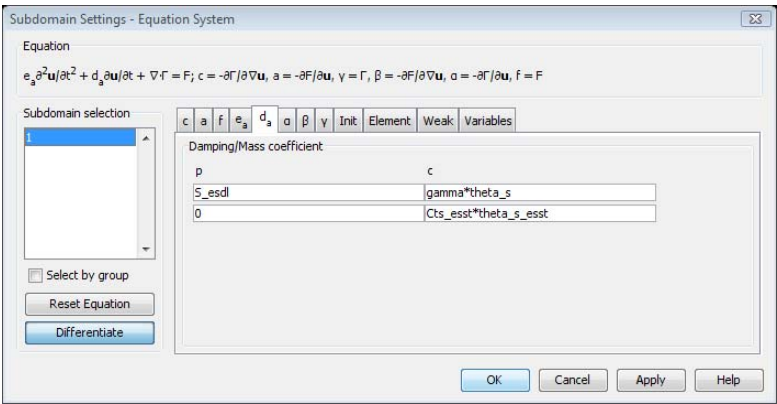 Subdomain Settings - Equation System
Equation
eₐ∂²u/∂t² + dₐ∂u/∂t + ∇·Γ = F; c = -∂Γ/∂∇u, a = -∂F/∂u, γ = Γ, β = -∂F/∂∇u, α = -∂Γ/∂u, f = F
Subdomain selection
1
Select by group
Reset Equation
Differentiate
c a f eₐ dₐ α β γ Init Element Weak Variables
Damping/Mass coefficient
p c
S_esdl gamma*theta_s
0 Cts_esst*theta_s_esst
OK Cancel Apply Help